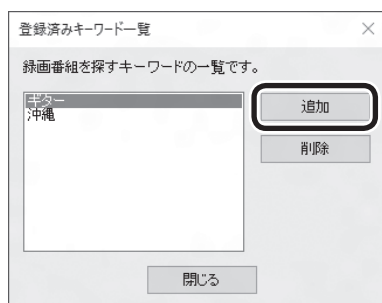 登録済みキーワード一覧
録画番組を探すキーワードの一覧です。
ギター
沖縄
追加
削除
閉じる